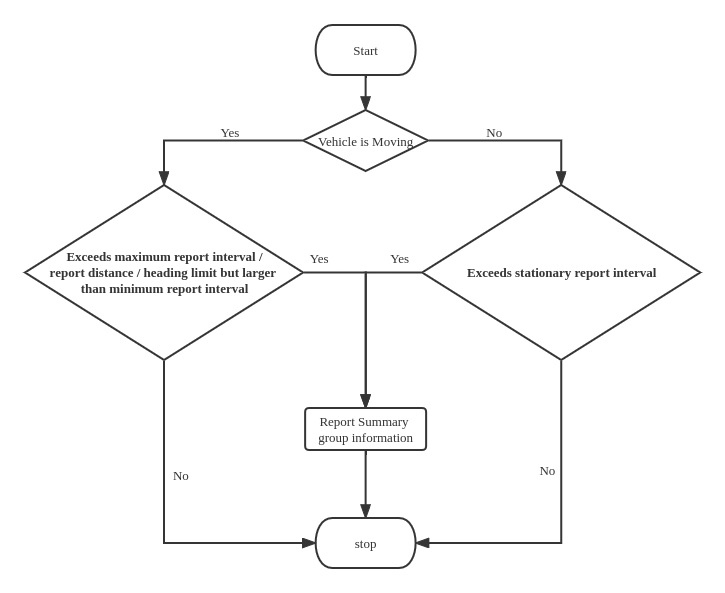 Start
Yes
Vehicle is Moving
No
Exceeds maximum report interval /
report distance / heading limit but larger
than minimum report interval
Yes
Yes
Exceeds stationary report interval
Report Summary
group information
No
No
stop